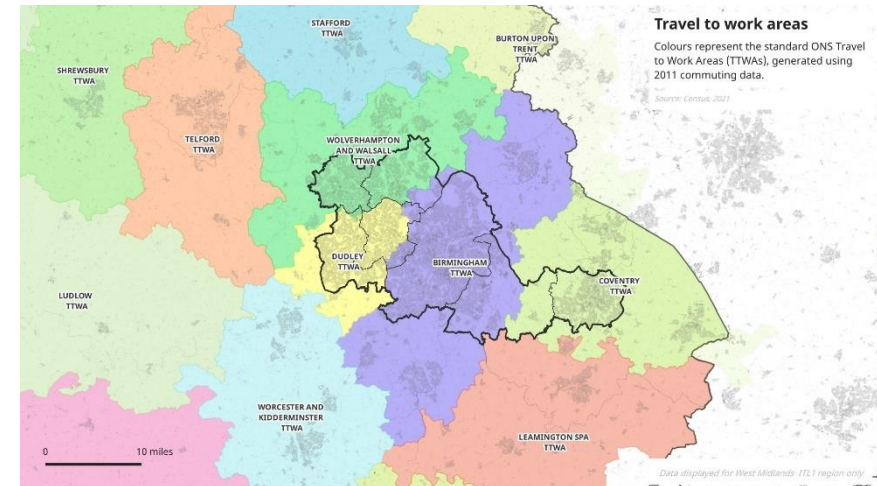 Travel to work areas
Colours represent the standard ONS Travel
to Work Areas (TTWAs), generated using
2011 commuting data.
Source: Census, 2021
STAFFORD
TTWA
BURTON UPON
TRENT
TTWA
SHREWSBURY
TTWA
TELFORD
TTWA
WOLVERHAMPTON
AND WALSALL
TTWA
DUDLEY
TTWA
BIRMINGHAM
TTWA
COVENTRY
TTWA
LUDLOW
TTWA
WORCESTER AND
KIDDERMINSTER
TTWA
LEAMINGTON SPA
TTWA
0 10 miles
Data displayed for West Midlands ITL1 region only